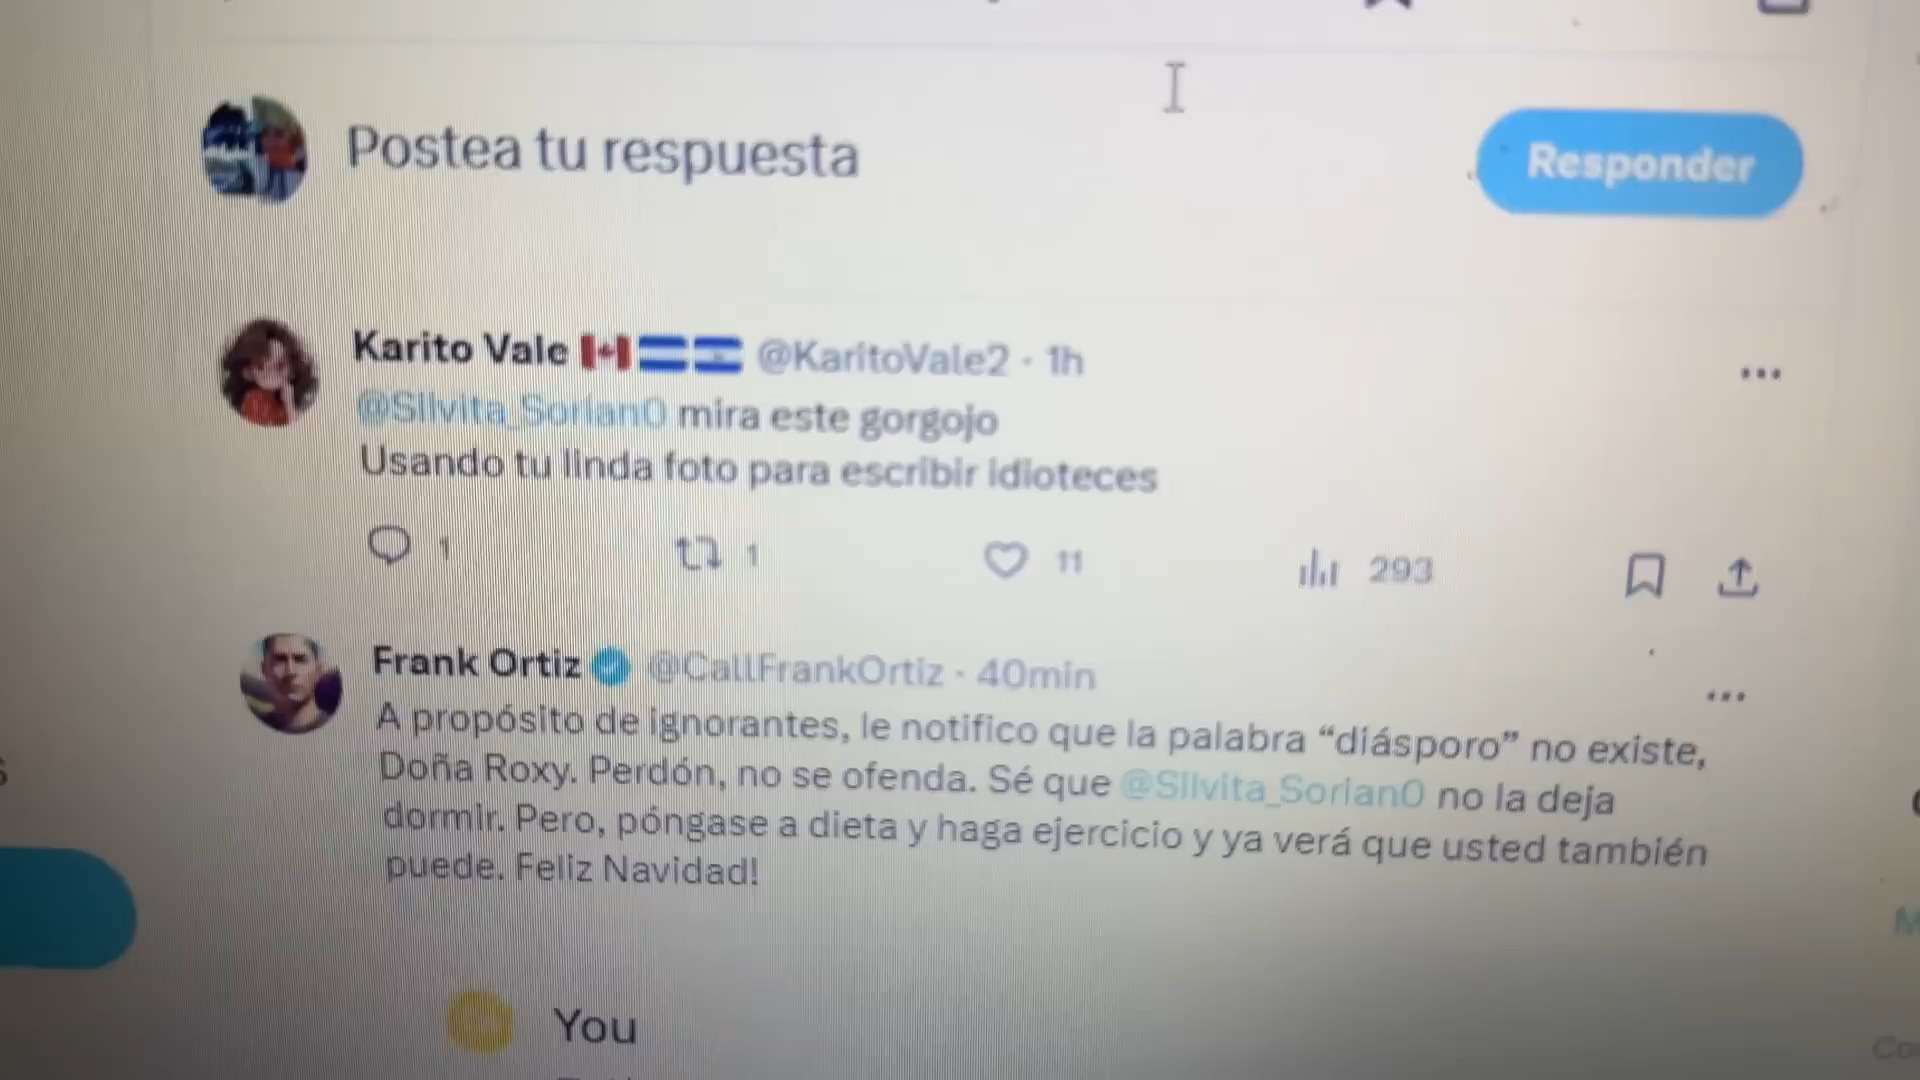 Postea tu respuesta
Responder
Karito Vale @KaritoVale2 · 1h
@Silvita_Sorian0 mira este gorgojo
Usando tu linda foto para escribir idioteces
1 1 11 293
Frank Ortiz @CallFrankOrtiz · 40min
A propósito de ignorantes, le notifico que la palabra “diásporo” no existe,
Doña Roxy. Perdón, no se ofenda. Sé que @Silvita_Sorian0 no la deja
dormir. Pero, póngase a dieta y haga ejercicio y ya verá que usted también
puede. Feliz Navidad!
You